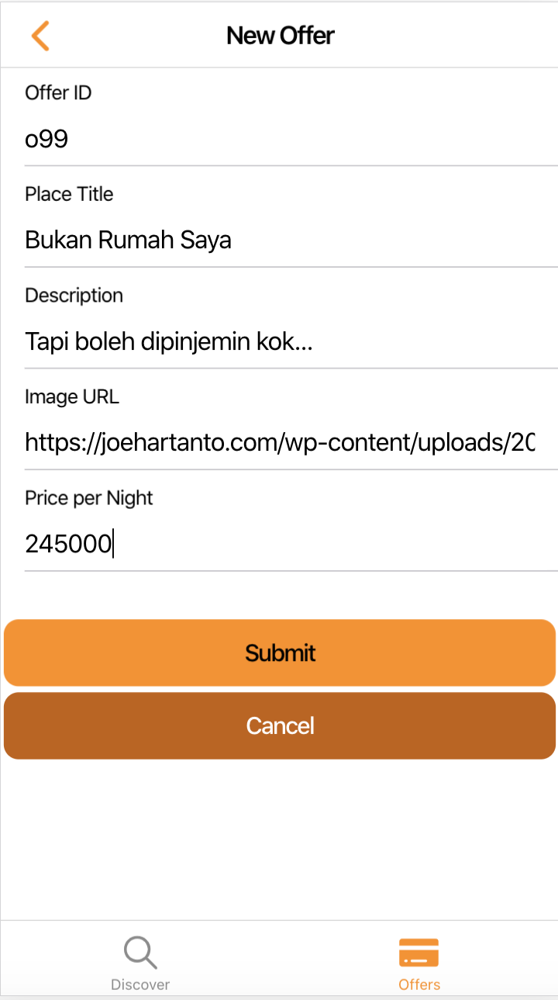 New Offer
Offer ID
o99
Place Title
Bukan Rumah Saya
Description
Tapi boleh dipinjemin kok...
Image URL
https://joehartanto.com/wp-content/uploads/20
Price per Night
245000
Submit
Cancel
Discover
Offers